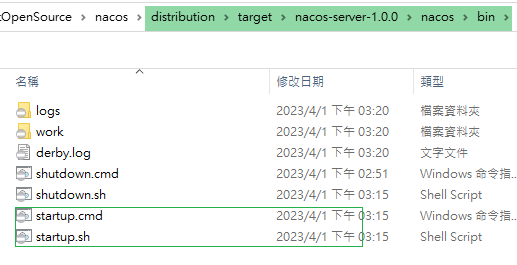 tOpenSource > nacos > distribution > target > nacos-server-1.0.0 > nacos > bin >
名稱 修改日期 類型
logs 2023/4/1 下午 03:20 檔案資料夾
work 2023/4/1 下午 03:20 檔案資料夾
derby.log 2023/4/1 下午 03:20 文字文件
shutdown.cmd 2023/4/1 下午 02:51 Windows 命令指...
shutdown.sh 2023/4/1 下午 03:15 Shell Script
startup.cmd 2023/4/1 下午 03:15 Windows 命令指...
startup.sh 2023/4/1 下午 03:15 Shell Script